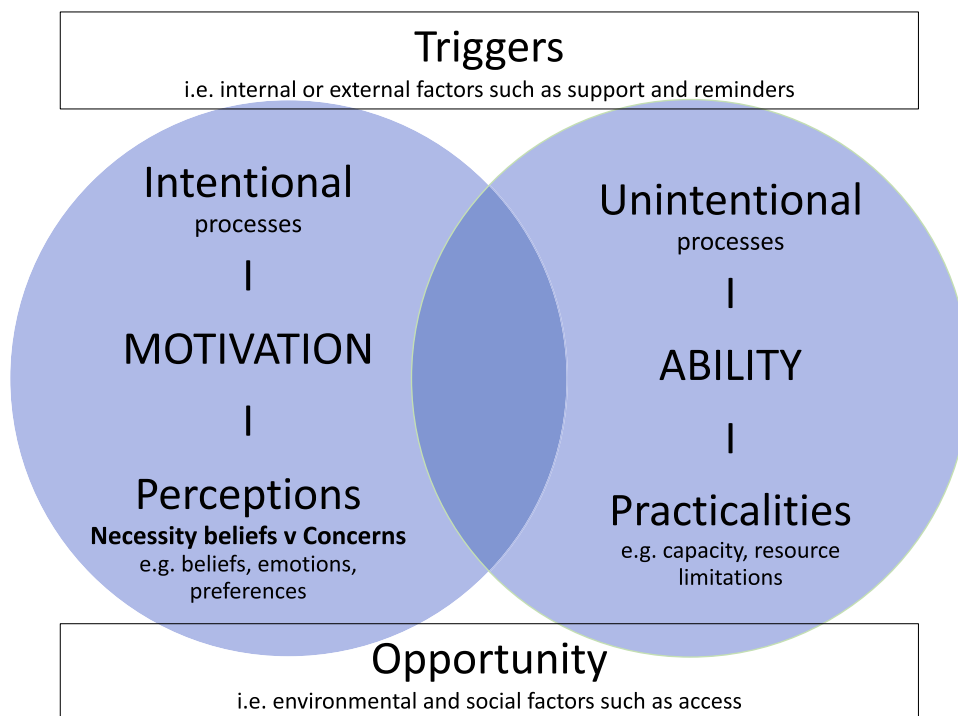 Triggers
i.e. internal or external factors such as support and reminders
Intentional
processes
I
MOTIVATION
I
Perceptions
Necessity beliefs v Concerns
e.g. beliefs, emotions,
preferences
Unintentional
processes
I
ABILITY
I
Practicalities
e.g. capacity, resource
limitations
Opportunity
i.e. environmental and social factors such as access